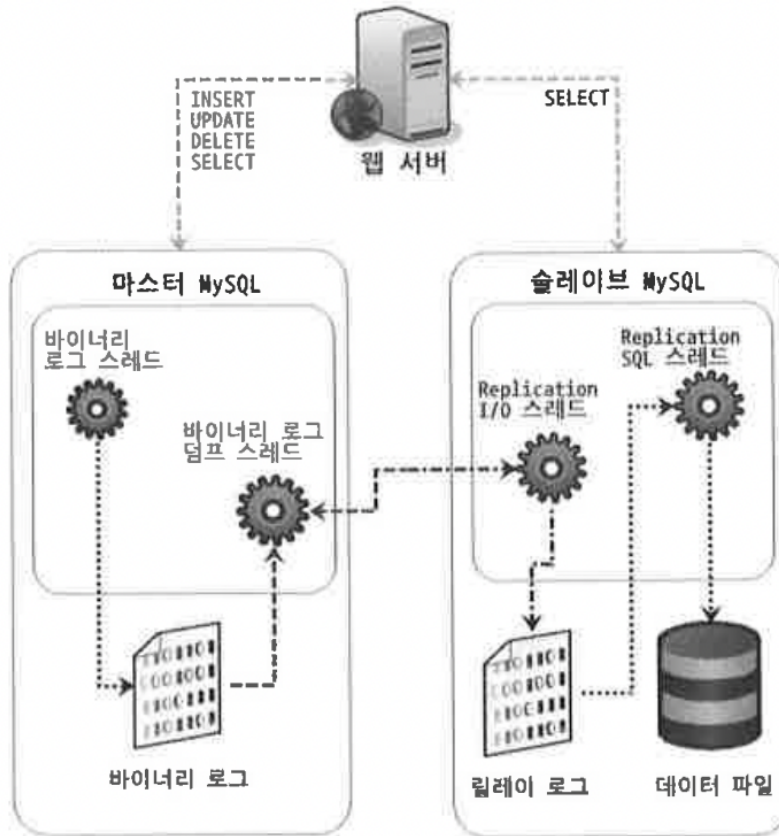 INSERT
UPDATE
DELETE
SELECT
SELECT
웹 서버
마스터 MySQL
바이너리
로그 스레드
바이너리 로그
덤프 스레드
바이너리 로그
슬레이브 MySQL
Replication
SQL 스레드
Replication
I/O 스레드
릴레이 로그
데이터 파일